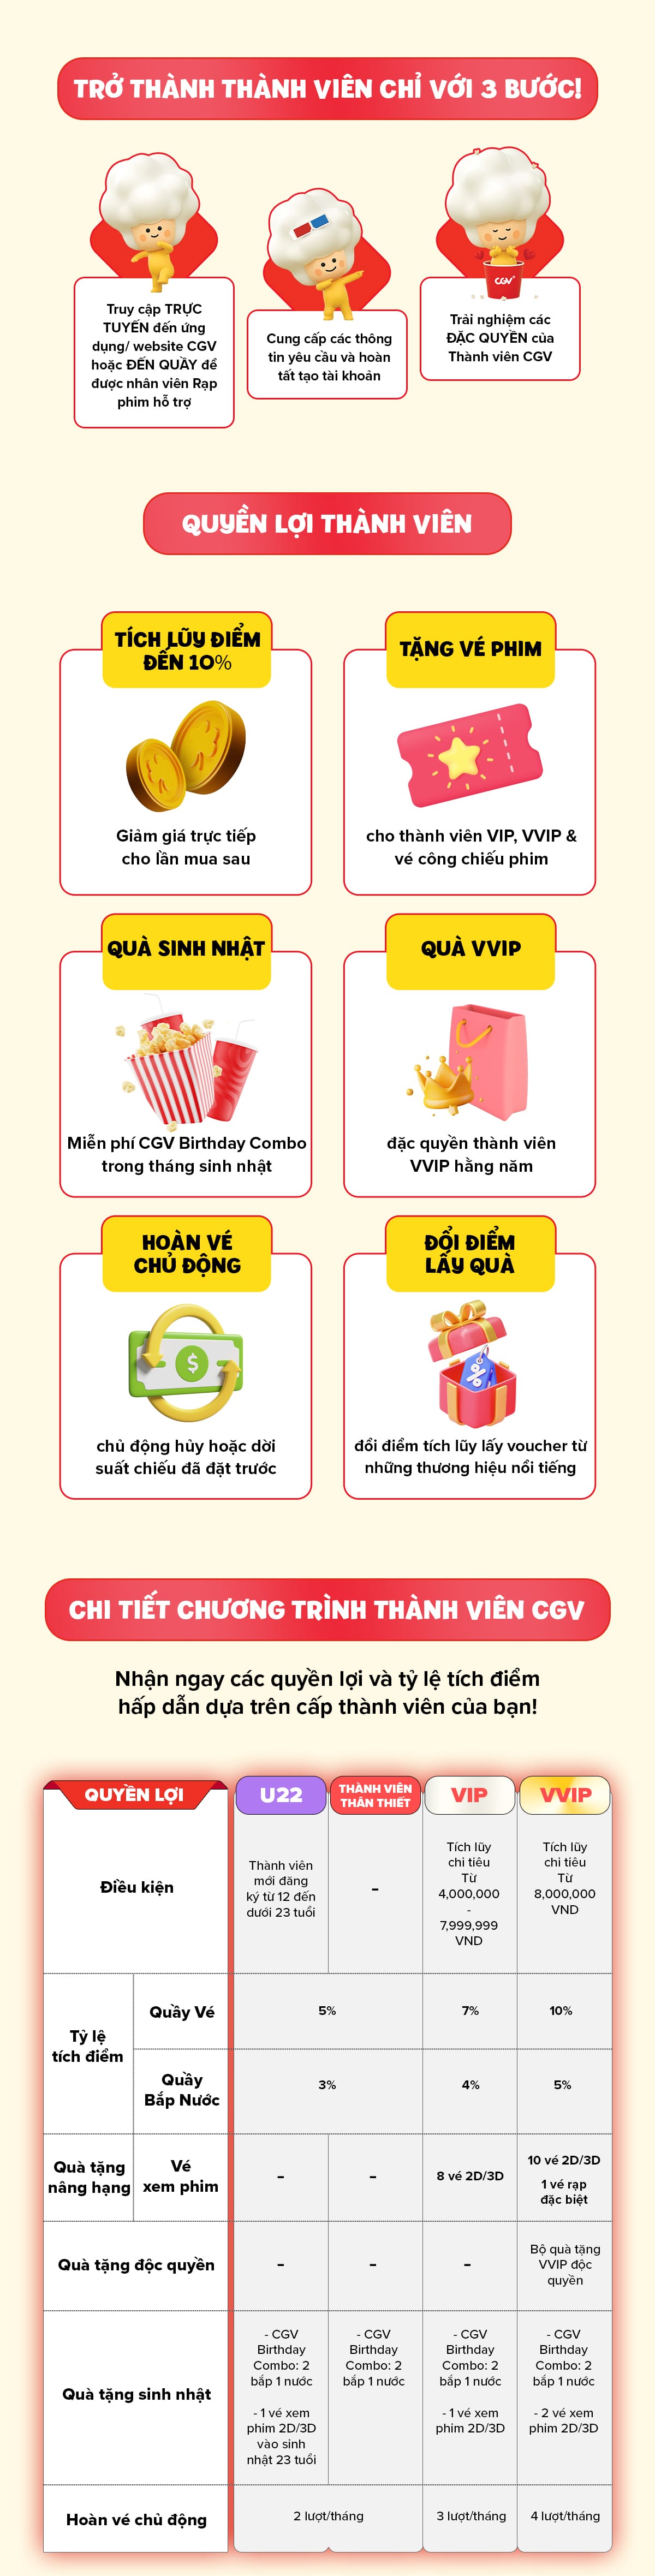 TRỞ THÀNH THÀNH VIÊN CHỈ VỚI 3 BƯỚC!
Truy cập TRỰC
TUYẾN đến ứng
dụng/ website CGV
hoặc ĐẾN QUẦY để
được nhân viên Rạp
phim hỗ trợ
Cung cấp các thông
tin yêu cầu và hoàn
tất tạo tài khoản
CGV
Trải nghiệm các
ĐẶC QUYỀN của
Thành viên CGV
QUYỀN LỢI THÀNH VIÊN
TÍCH LŨY ĐIỂM
ĐẾN 10%
Giảm giá trực tiếp
cho lần mua sau
TẶNG VÉ PHIM
cho thành viên VIP, VVIP &
vé công chiếu phim
QUÀ SINH NHẬT
Miễn phí CGV Birthday Combo
trong tháng sinh nhật
QUÀ VVIP
đặc quyền thành viên
VVIP hằng năm
HOÀN VÉ
CHỦ ĐỘNG
$
chủ động hủy hoặc dời
suất chiếu đã đặt trước
ĐỔI ĐIỂM
LẤY QUÀ
%
đổi điểm tích lũy lấy voucher từ
những thương hiệu nổi tiếng
CHI TIẾT CHƯƠNG TRÌNH THÀNH VIÊN CGV
Nhận ngay các quyền lợi và tỷ lệ tích điểm
hấp dẫn dựa trên cấp thành viên của bạn!
QUYỀN LỢI
U22
THÀNH VIÊN
THÂN THIẾT
VIP
VVIP
Điều kiện
Thành viên
mới đăng
ký từ 12 đến
dưới 23 tuổi
-
Tích lũy
chi tiêu
Từ
4,000,000
-
7,999,999
VND
Tích lũy
chi tiêu
Từ
8,000,000
VND
Tỷ lệ
tích điểm
Quầy Vé
5%
7%
10%
Quầy
Bắp Nước
3%
4%
5%
Quà tặng
nâng hạng
Vé
xem phim
-
-
8 vé 2D/3D
10 vé 2D/3D
1 vé rạp
đặc biệt
Quà tặng độc quyền
-
-
-
Bộ quà tặng
VVIP độc
quyền
Quà tặng sinh nhật
- CGV
Birthday
Combo: 2
bắp 1 nước
- 1 vé xem
phim 2D/3D
vào sinh
nhật 23 tuổi
- CGV
Birthday
Combo: 2
bắp 1 nước
- CGV
Birthday
Combo: 2
bắp 1 nước
- 1 vé xem
phim 2D/3D
- CGV
Birthday
Combo: 2
bắp 1 nước
- 2 vé xem
phim 2D/3D
Hoàn vé chủ động
2 lượt/tháng
3 lượt/tháng
4 lượt/tháng